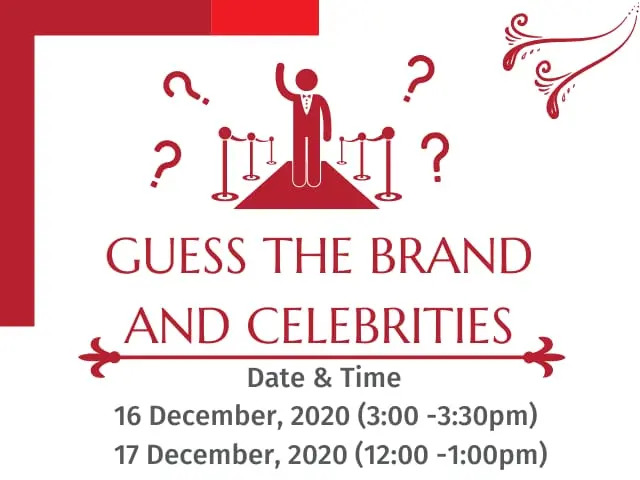 ?
?
?
?
GUESS THE BRAND
AND CELEBRITIES
Date & Time
16 December, 2020 (3:00 -3:30pm)
17 December, 2020 (12:00 -1:00pm)